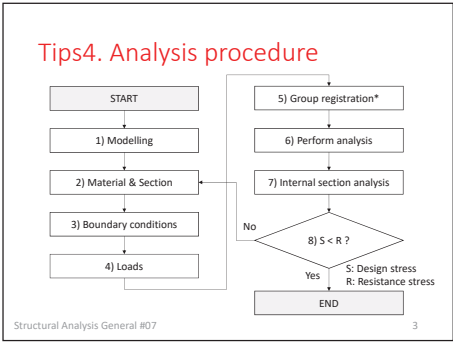 Tips4. Analysis procedure
START
1) Modelling
2) Material & Section
3) Boundary conditions
4) Loads
5) Group registration*
6) Perform analysis
7) Internal section analysis
8) S < R ?
No
Yes
S: Design stress
R: Resistance stress
END
Structural Analysis General #07
3